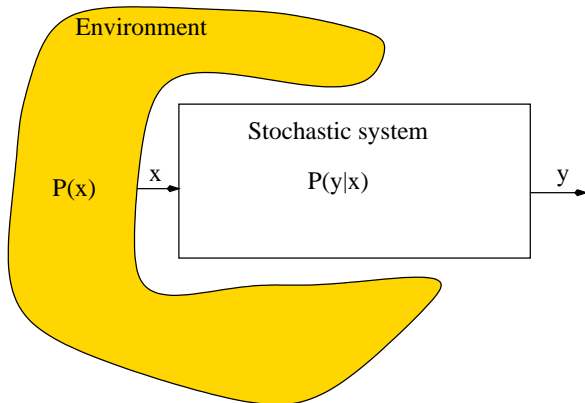 Environment
Stochastic system
P(x)
x
P(y|x)
y